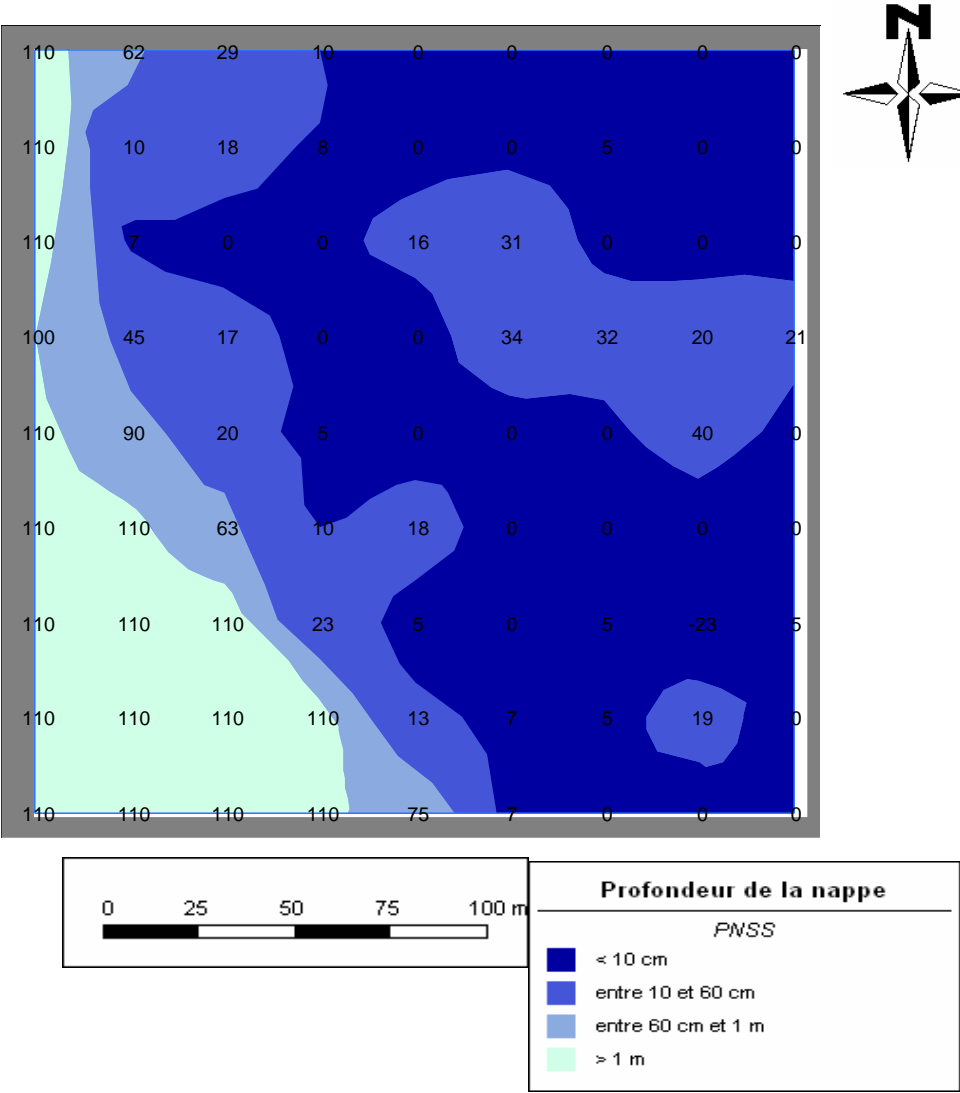 N
110 62 29 10 0 0 0 0 0
110 10 18 8 0 0 5 0 0
110 7 0 0 16 31 0 0 0
100 45 17 0 0 34 32 20 21
110 90 20 5 0 0 0 40 0
110 110 63 10 18 0 0 0 0
110 110 110 23 5 0 5 -23 5
110 110 110 110 13 7 5 19 0
110 110 110 110 75 7 0 0 0
0 25 50 75 100 m
Profondeur de la nappe
PNSS
< 10 cm
entre 10 et 60 cm
entre 60 cm et 1 m
> 1 m